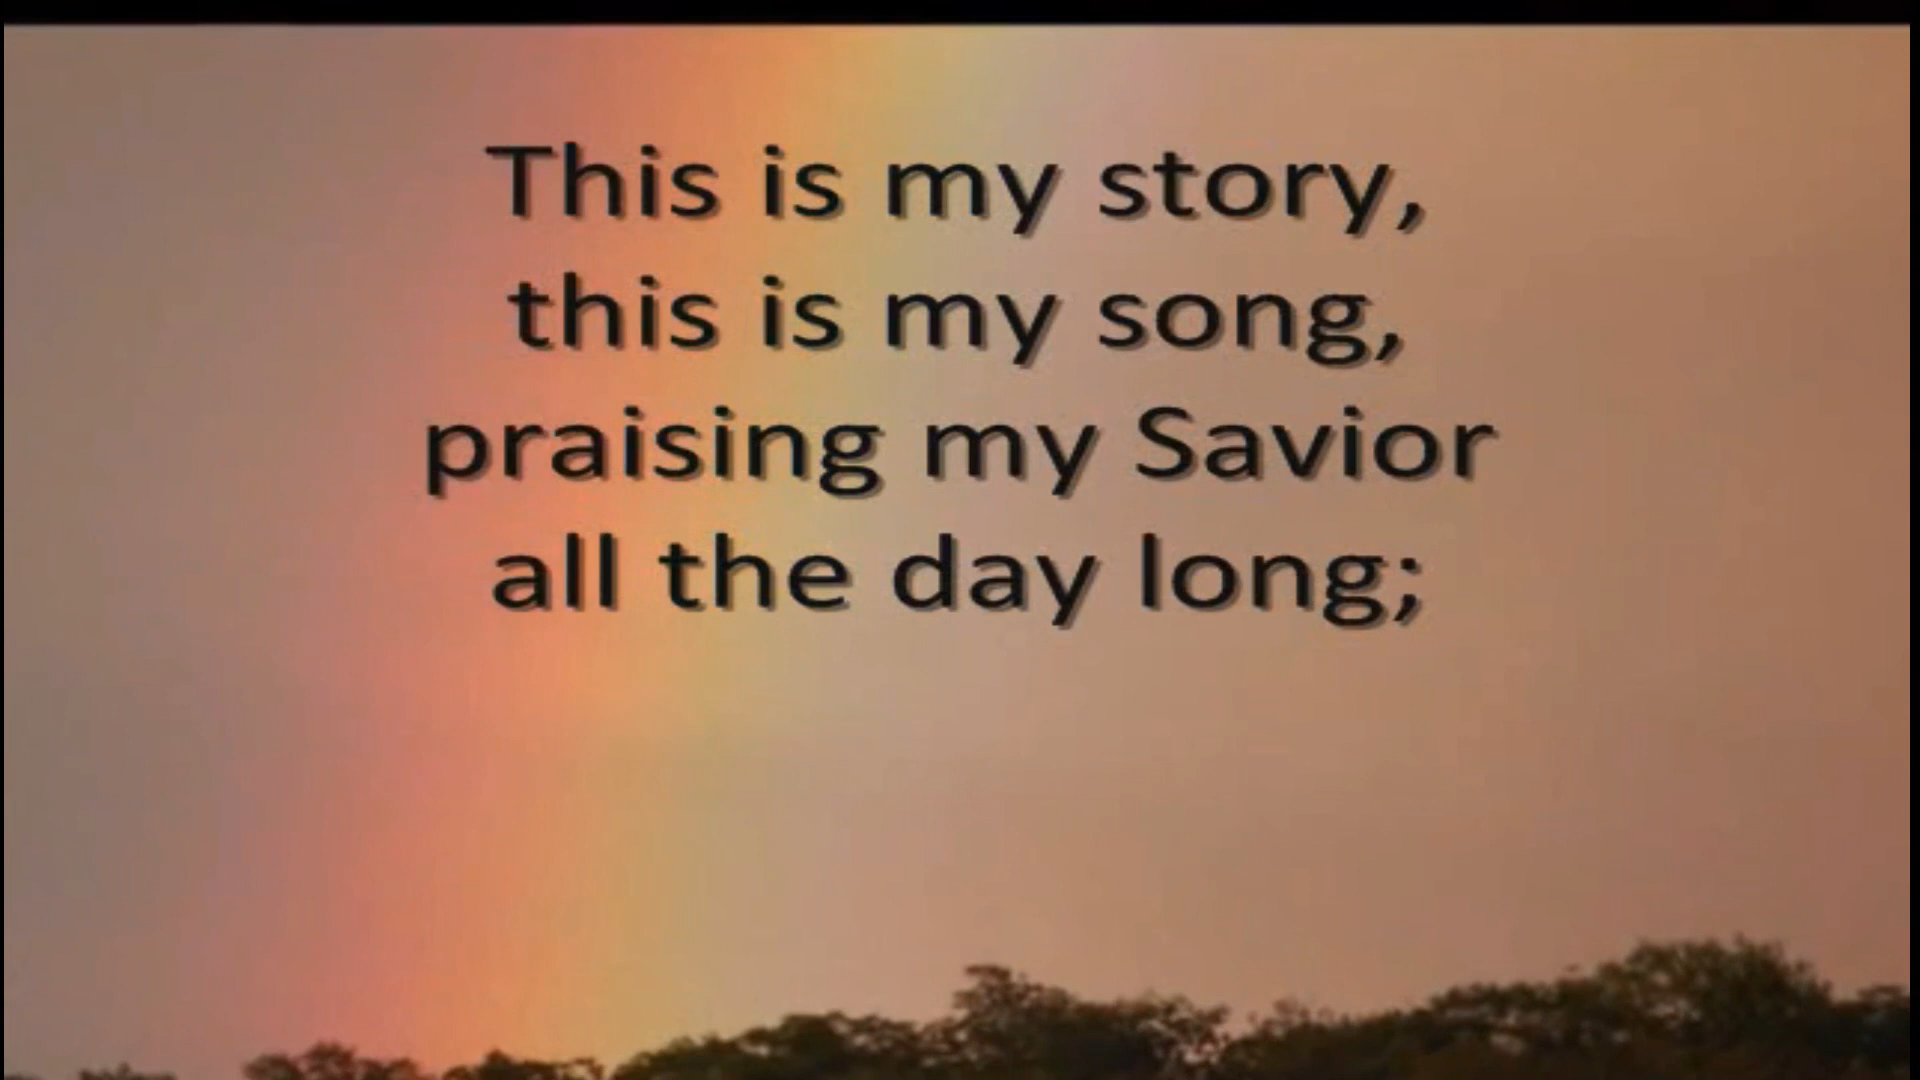 This is my story,
this is my song,
praising my Savior
all the day long;